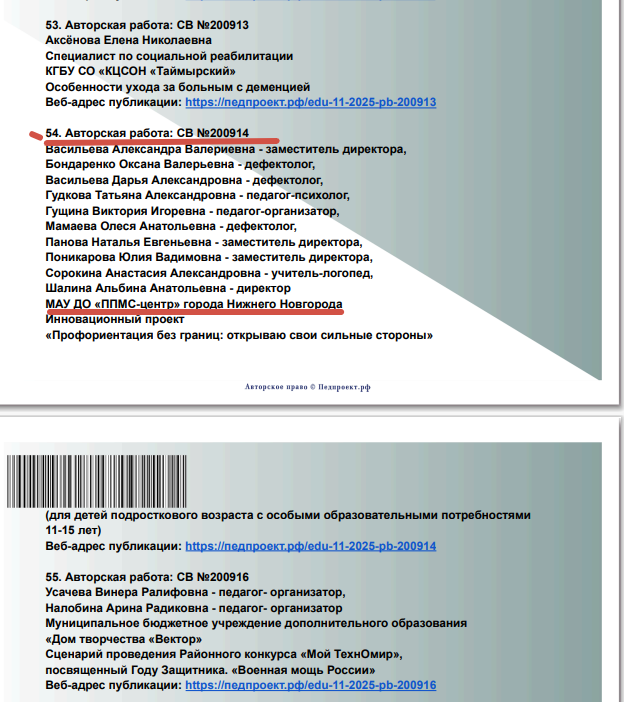 53. Авторская работа: СВ №200913
Аксёнова Елена Николаевна
Специалист по социальной реабилитации
КГБУ СО «КЦСОН «Таймырский»
Особенности ухода за больным с деменцией
Веб-адрес публикации: https://педпроект.рф/edu-11-2025-pb-200913
54. Авторская работа: СВ №200914
Васильева Александра Валериевна - заместитель директора,
Бондаренко Оксана Валерьевна - дефектолог,
Васильева Дарья Александровна - дефектолог,
Гудкова Татьяна Александровна - педагог-психолог,
Гущина Виктория Игоревна - педагог-организатор,
Мамаева Олеся Анатольевна - дефектолог,
Панова Наталья Евгеньевна - заместитель директора,
Поникарова Юлия Вадимовна - заместитель директора,
Сорокина Анастасия Александровна - учитель-логопед,
Шалина Альбина Анатольевна - директор
МАУ ДО «ППМС-центр» города Нижнего Новгорода
Инновационный проект
«Профориентация без границ: открываю свои сильные стороны»
Авторское право © Педпроект.рф
(для детей подросткового возраста с особыми образовательными потребностями
11-15 лет)
Веб-адрес публикации: https://педпроект.рф/edu-11-2025-pb-200914
55. Авторская работа: СВ №200916
Усачева Винера Ралифовна - педагог- организатор,
Налобина Арина Радиковна - педагог- организатор
Муниципальное бюджетное учреждение дополнительного образования
«Дом творчества «Вектор»
Сценарий проведения Районного конкурса «Мой ТехнОмир»,
посвященный Году Защитника. «Военная мощь России»
Веб-адрес публикации: https://педпроект.рф/edu-11-2025-pb-200916